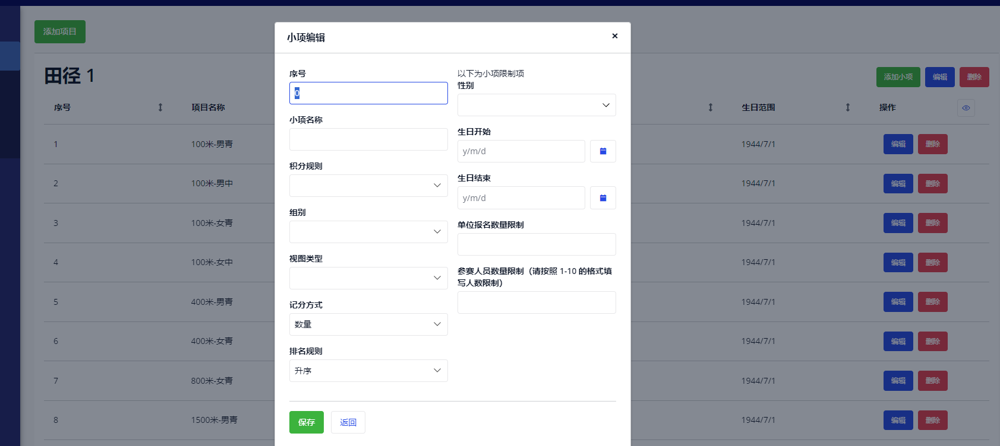 添加项目
田径 1
添加小项 编辑 删除
序号 项目名称 生日范围 操作
1 100米-男青 1944/7/1 编辑 删除
2 100米-男中 1944/7/1 编辑 删除
3 100米-女青 1944/7/1 编辑 删除
4 100米-女中 1944/7/1 编辑 删除
5 400米-男青 1944/7/1 编辑 删除
6 400米-女青 1944/7/1 编辑 删除
7 800米-女青 1944/7/1 编辑 删除
8 1500米-男青 1944/7/1 编辑 删除
小项编辑 ×
序号
0
小项名称
积分规则
组别
视图类型
记分方式
数量
排名规则
升序
以下为小项限制项
性别
生日开始
y/m/d
生日结束
y/m/d
单位报名数量限制
参赛人员数量限制（请按照 1-10 的格式填
写人数限制）
保存 返回